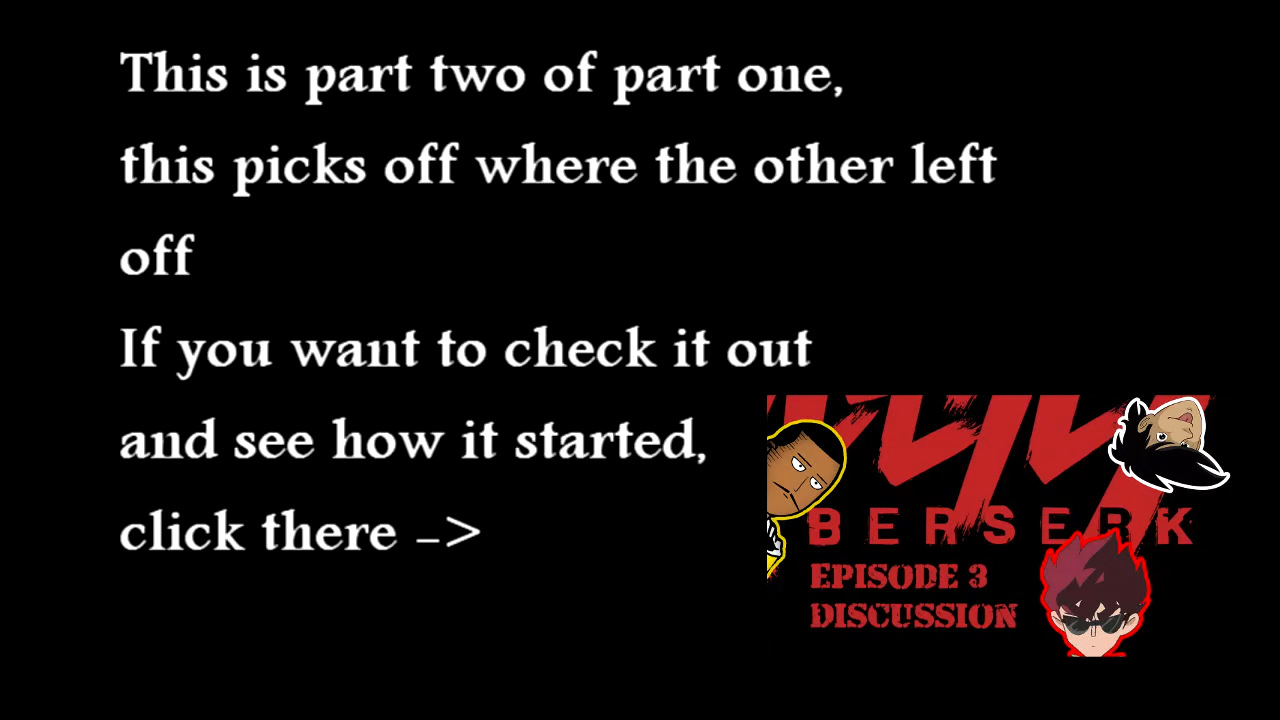 This is part two of part one,
this picks off where the other left
off
If you want to check it out
and see how it started,
click there –>
BERSERK
EPISODE 3
DISCUSSION